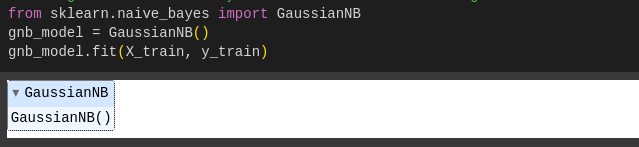 from sklearn.naive_bayes import GaussianNB
gnb_model = GaussianNB()
gnb_model.fit(X_train, y_train)
▼ GaussianNB
GaussianNB()